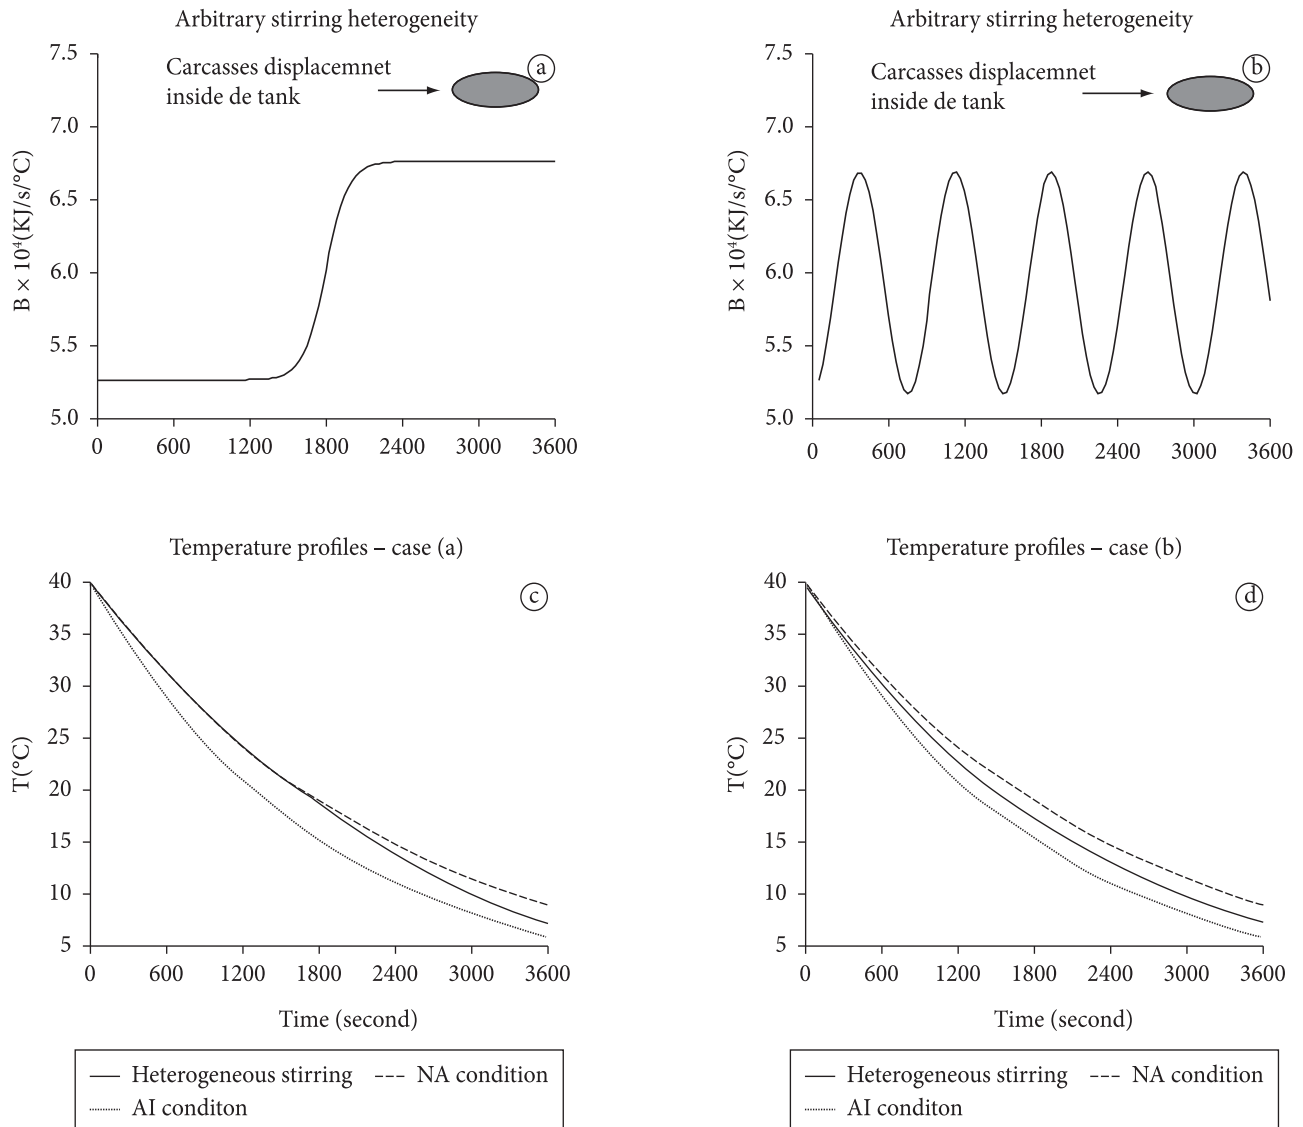 Arbitrary stirring heterogeneity
7.5
7.0
6.5
6.0
5.5
5.0
B × 10⁴(KJ/s/°C)
Carcasses displacemnet
inside de tank
a
0 600 1200 1800 2400 3000 3600
Arbitrary stirring heterogeneity
7.5
7.0
6.5
6.0
5.5
5.0
B × 10⁴(KJ/s/°C)
Carcasses displacemnet
inside de tank
b
0 600 1200 1800 2400 3000 3600
Temperature profiles – case (a)
40
35
30
25
20
15
10
5
T(°C)
c
0 600 1200 1800 2400 3000 3600
Time (second)
Heterogeneous stirring NA condition
AI conditon
Temperature profiles – case (b)
40
35
30
25
20
15
10
5
T(°C)
d
0 600 1200 1800 2400 3000 3600
Time (second)
Heterogeneous stirring NA condition
AI conditon